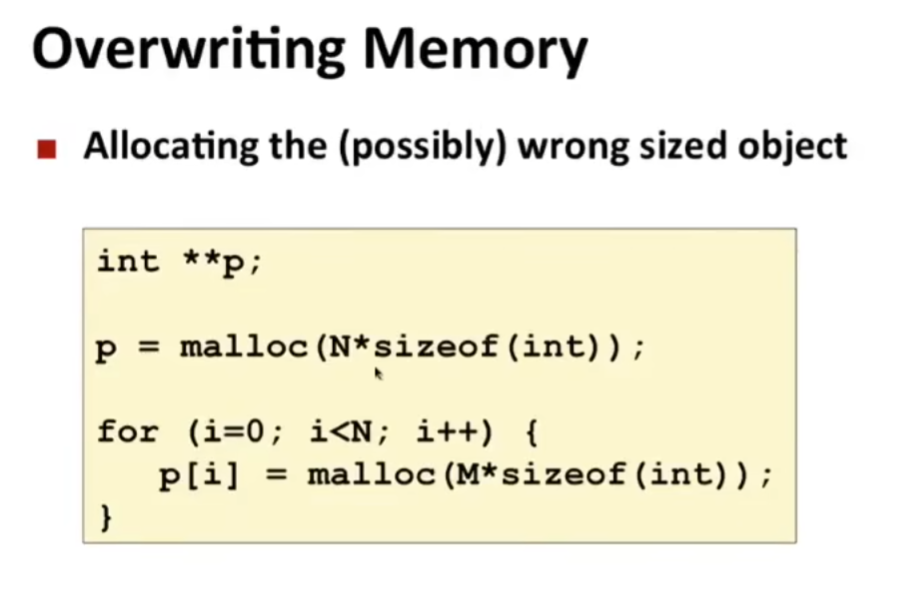 Overwriting Memory
Allocating the (possibly) wrong sized object
int **p;
p = malloc(N*sizeof(int));
for (i=0; i<N; i++) {
   p[i] = malloc(M*sizeof(int));
}